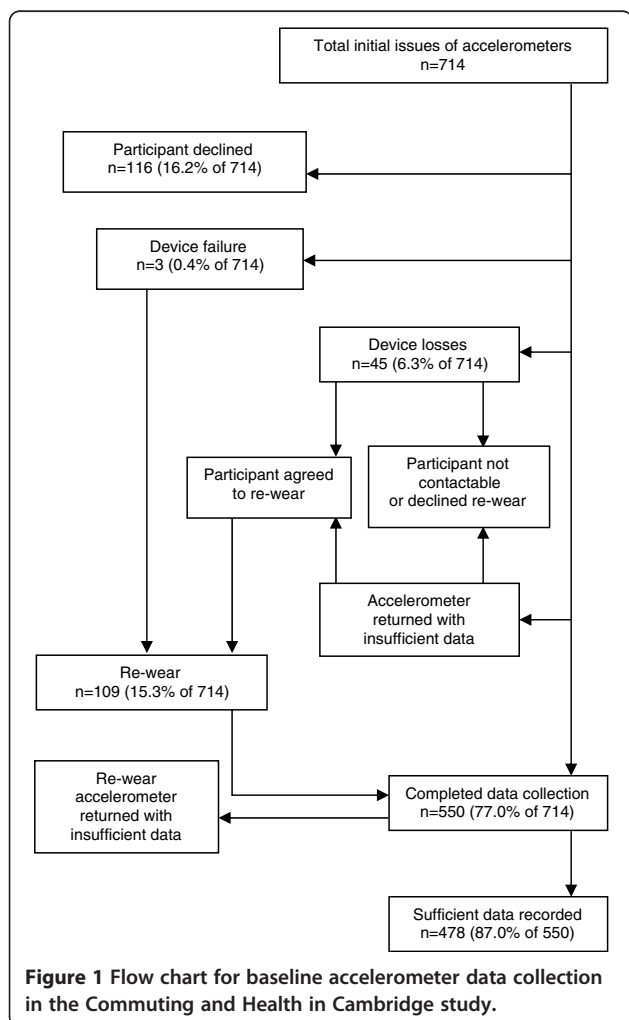 Total initial issues of accelerometers
n=714
Participant declined
n=116 (16.2% of 714)
Device failure
n=3 (0.4% of 714)
Device losses
n=45 (6.3% of 714)
Participant agreed
to re-wear
Participant not
contactable
or declined re-wear
Accelerometer
returned with
insufficient data
Re-wear
n=109 (15.3% of 714)
Re-wear
accelerometer
returned with
insufficient data
Completed data collection
n=550 (77.0% of 714)
Sufficient data recorded
n=478 (87.0% of 550)
Figure 1 Flow chart for baseline accelerometer data collection
in the Commuting and Health in Cambridge study.